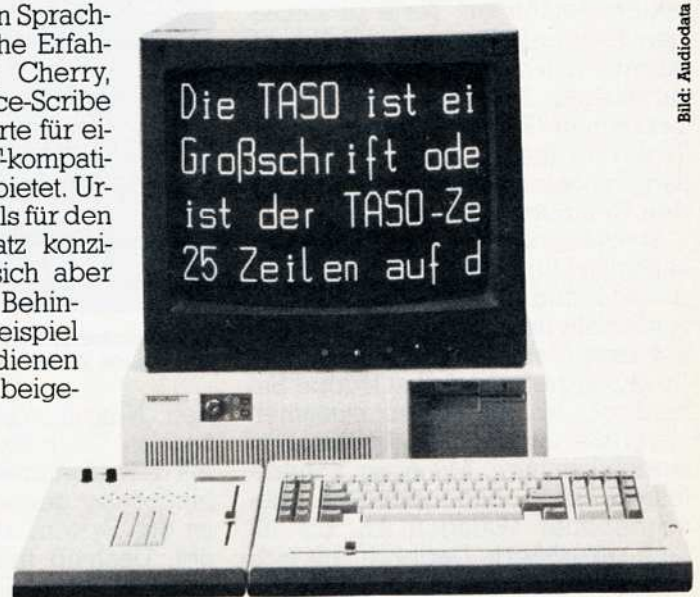 n Sprach-
he Erfah-
Cherry,
ce-Scribe
rte für ei-
T-kompati-
bietet. Ur-
ls für den
atz konzi-
sich aber
Behin-
eispiel
dienen
beige-
Die TASO ist ei
Großschrift ode
ist der TASO-Ze
25 Zeilen auf d
Bild: Audiodata